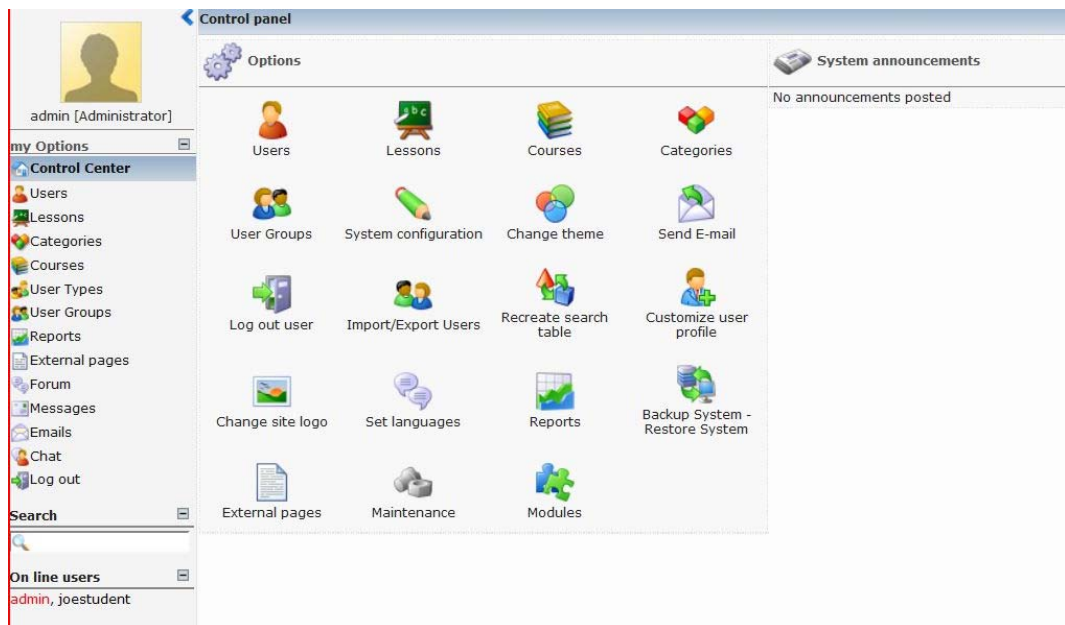 admin [Administrator]
my Options
Control Center
Users
Lessons
Categories
Courses
User Types
User Groups
Reports
External pages
Forum
Messages
Emails
Chat
Log out
Search
On line users
admin, joestudent
Control panel
Options
Users
Lessons
Courses
Categories
User Groups
System configuration
Change theme
Send E-mail
Log out user
Import/Export Users
Recreate search
table
Customize user
profile
Change site logo
Set languages
Reports
Backup System -
Restore System
External pages
Maintenance
Modules
System announcements
No announcements posted